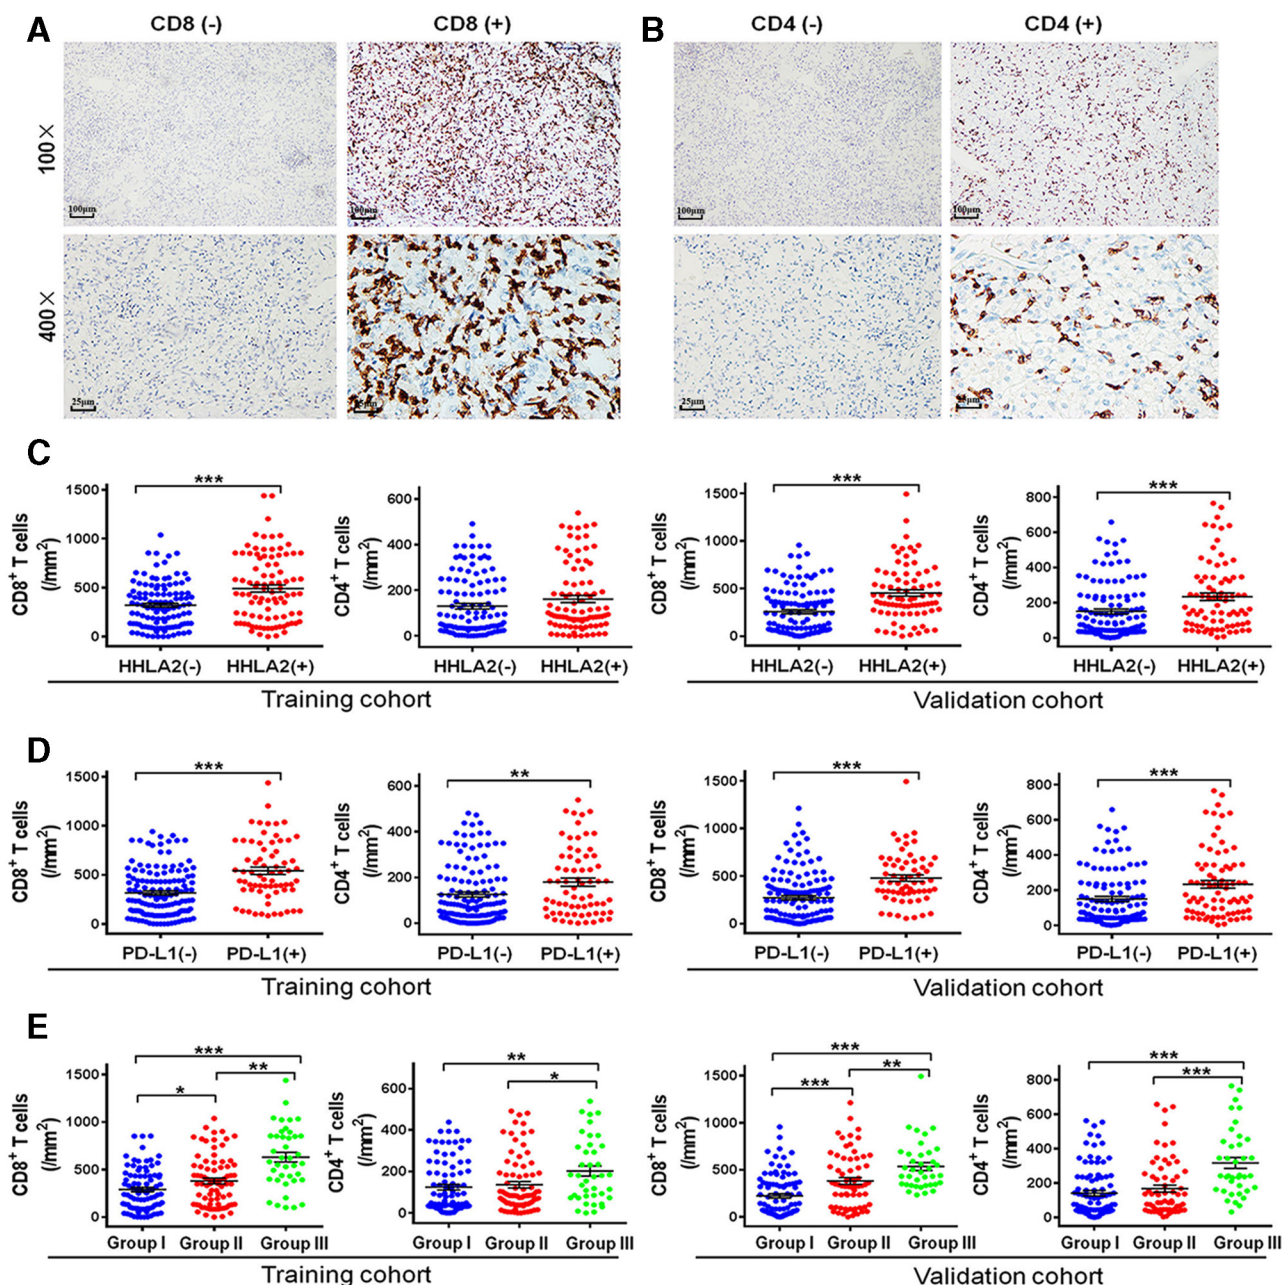 A CD8 (-) CD8 (+) B CD4 (-) CD4 (+)
100×
100μm 100μm 100μm 100μm
400×
25μm 25μm 25μm
C
*** *** ***
CD8+ T cells (/mm2) 1500 1000 500 0 HHLA2(-) HHLA2(+)
CD4+ T cells (/mm2) 600 400 200 0 HHLA2(-) HHLA2(+)
Training cohort
CD8+ T cells (/mm2) 1500 1000 500 0 HHLA2(-) HHLA2(+)
CD4+ T cells (/mm2) 800 600 400 200 0 HHLA2(-) HHLA2(+)
Validation cohort
D
*** ** *** ***
CD8+ T cells (/mm2) 1500 1000 500 0 PD-L1(-) PD-L1(+)
CD4+ T cells (/mm2) 600 400 200 0 PD-L1(-) PD-L1(+)
Training cohort
CD8+ T cells (/mm2) 1500 1000 500 0 PD-L1(-) PD-L1(+)
CD4+ T cells (/mm2) 800 600 400 200 0 PD-L1(-) PD-L1(+)
Validation cohort
E
*** ** * ** * *** ** *** *** ***
CD8+ T cells (/mm2) 1500 1000 500 0 Group I Group II Group III
CD4+ T cells (/mm2) 600 400 200 0 Group I Group II Group III
Training cohort
CD8+ T cells (/mm2) 1500 1000 500 0 Group I Group II Group III
CD4+ T cells (/mm2) 800 600 400 200 0 Group I Group II Group III
Validation cohort